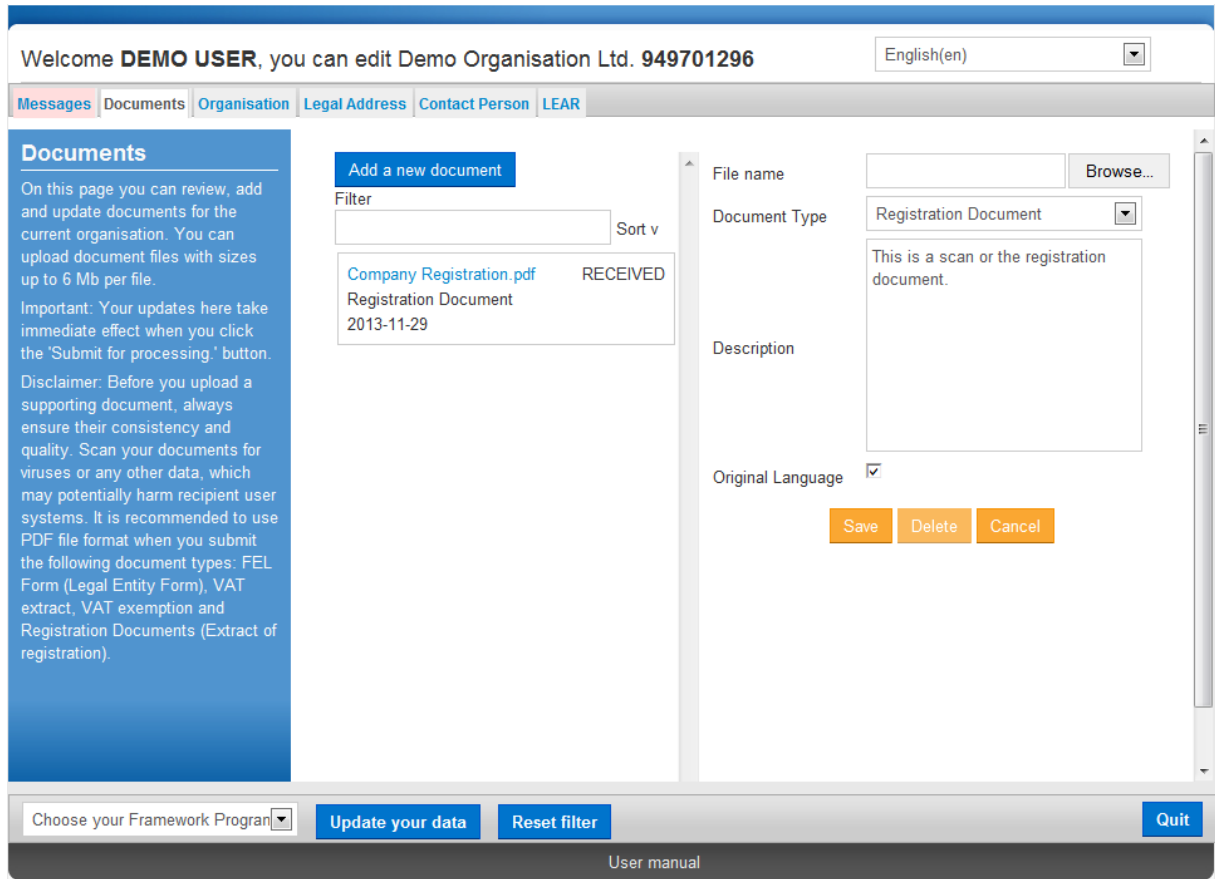 Welcome DEMO USER, you can edit Demo Organisation Ltd. 949701296
English(en)
Messages Documents Organisation Legal Address Contact Person LEAR
Documents
On this page you can review, add
and update documents for the
current organisation. You can
upload document files with sizes
up to 6 Mb per file.
Important: Your updates here take
immediate effect when you click
the 'Submit for processing.' button.
Disclaimer: Before you upload a
supporting document, always
ensure their consistency and
quality. Scan your documents for
viruses or any other data, which
may potentially harm recipient user
systems. It is recommended to use
PDF file format when you submit
the following document types: FEL
Form (Legal Entity Form), VAT
extract, VAT exemption and
Registration Documents (Extract of
registration).
Add a new document
Filter
Sort v
Company Registration.pdf RECEIVED
Registration Document
2013-11-29
File name
Browse...
Document Type
Registration Document
This is a scan or the registration
document.
Description
Original Language
Save Delete Cancel
Choose your Framework Program
Update your data
Reset filter
Quit
User manual